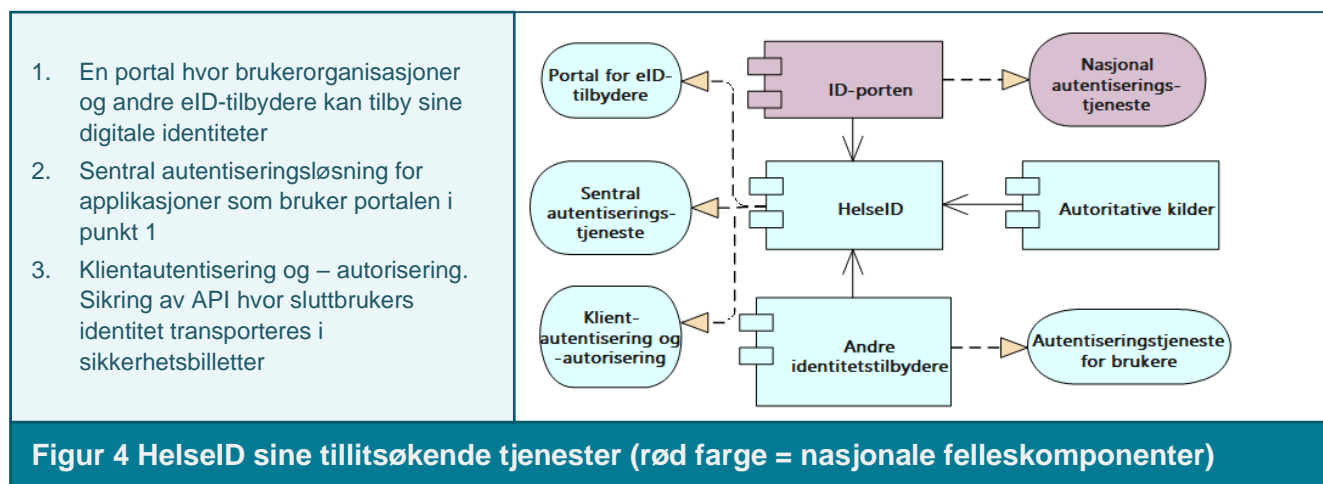 1. En portal hvor brukerorganisasjoner
og andre eID-tilbydere kan tilby sine
digitale identiteter
2. Sentral autentiseringsløsning for
applikasjoner som bruker portalen i
punkt 1
3. Klientautentisering og – autorisering.
Sikring av API hvor sluttbrukers
identitet transporteres i
sikkerhetsbilletter
Portal for eID-
tilbydere
ID-porten
Nasjonal
autentiserings-
tjeneste
Sentral
autentiserings-
tjeneste
HelseID
Autoritative kilder
Klient-
autentisering og
-autorisering
Andre
identitetstilbydere
Autentiseringstjeneste
for brukere
Figur 4 HelseID sine tillitsøkende tjenester (rød farge = nasjonale felleskomponenter)